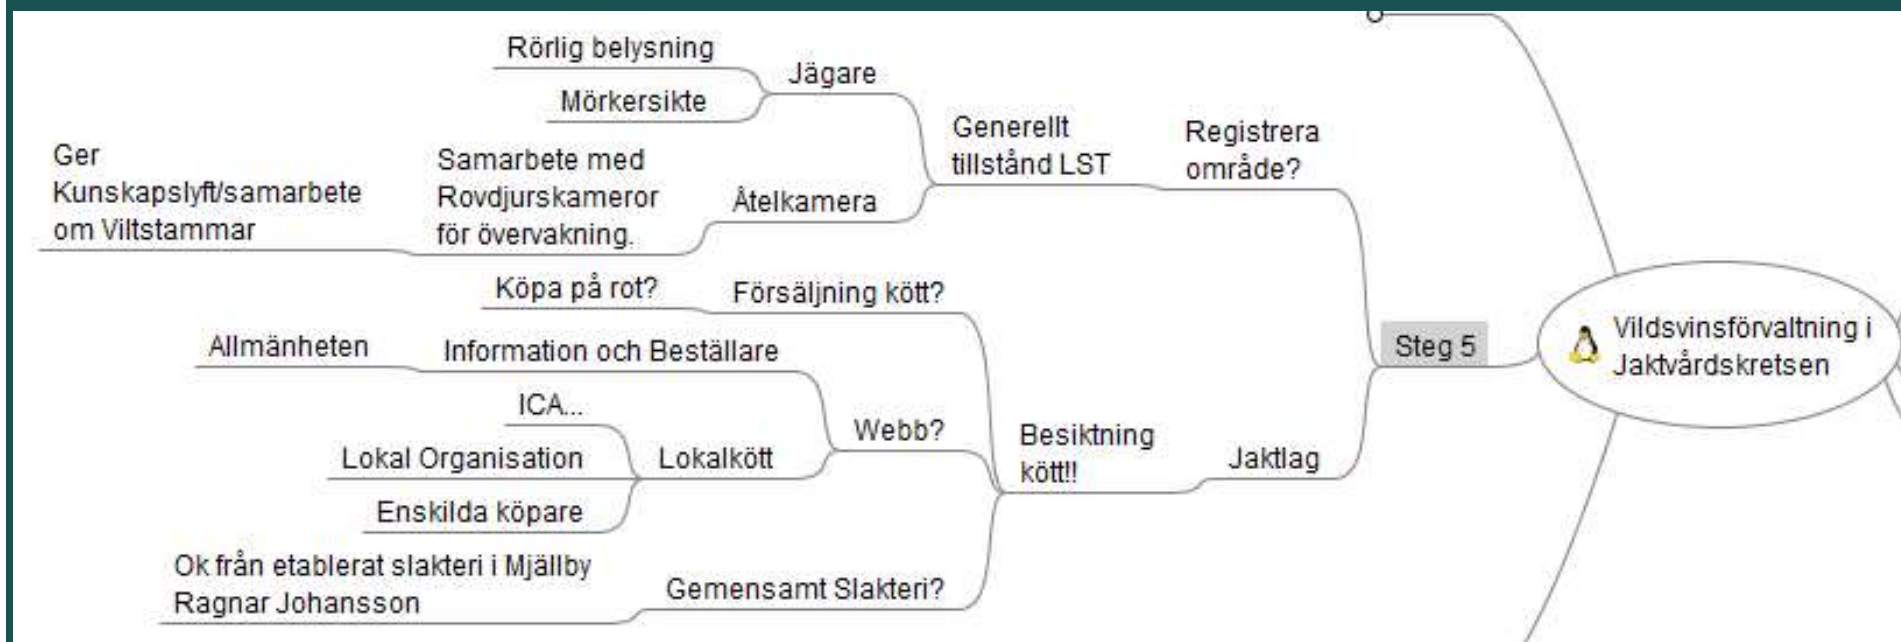 Rörlig belysning
Jägare
Mörkersikte
Ger
Kunskapslyft/samarbete
om Viltstammar
Samarbete med
Rovdjurskameror
för övervakning.
Åtelkamera
Generellt
tillstånd LST
Registrera
område?
Köpa på rot?
Försäljning kött?
Allmänheten
Information och Beställare
ICA...
Lokal Organisation
Enskilda köpare
Lokalkött
Webb?
Besiktning
kött!!
Jaktlag
Ok från etablerat slakteri i Mjällby
Ragnar Johansson
Gemensamt Slakteri?
Steg 5
Vildsvinsförvaltning i
Jaktvårdskretsen